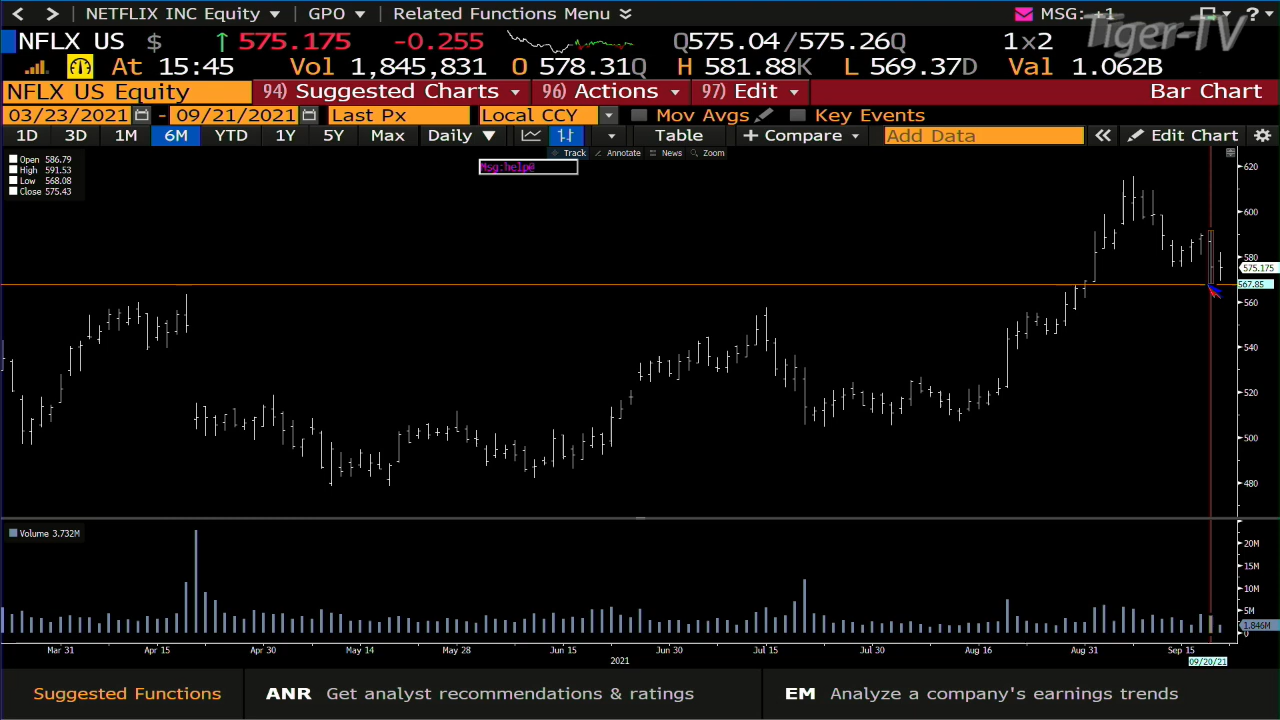 NETFLIX INC Equity GPO Related Functions Menu MSG: +1 ?
Tiger-TV
NFLX US $ ↑ 575.175 -0.255 Q575.04/575.26Q 1x2
At 15:45 Vol 1,845,831 O 578.31Q H 581.88K L 569.37D Val 1.062B
NFLX US Equity 94) Suggested Charts 96) Actions 97) Edit Bar Chart
03/23/2021 - 09/21/2021 Last Px Local CCY Mov Avgs Key Events
1D 3D 1M 6M YTD 1Y 5Y Max Daily ▼ Table + Compare Add Data « Edit Chart
Track Annotate News Zoom
Msg:help@
Open 586.79
High 591.53
Low 568.08
Close 575.43
620
600
580
575.175
567.85
560
540
520
500
480
Volume 3.732M
20M
15M
10M
5M
1.846M
0
Mar 31 Apr 15 Apr 30 May 14 May 28 Jun 15 Jun 30 Jul 15 Jul 30 Aug 16 Aug 31 Sep 15
2021 09/20/21
Suggested Functions ANR Get analyst recommendations & ratings EM Analyze a company's earnings trends